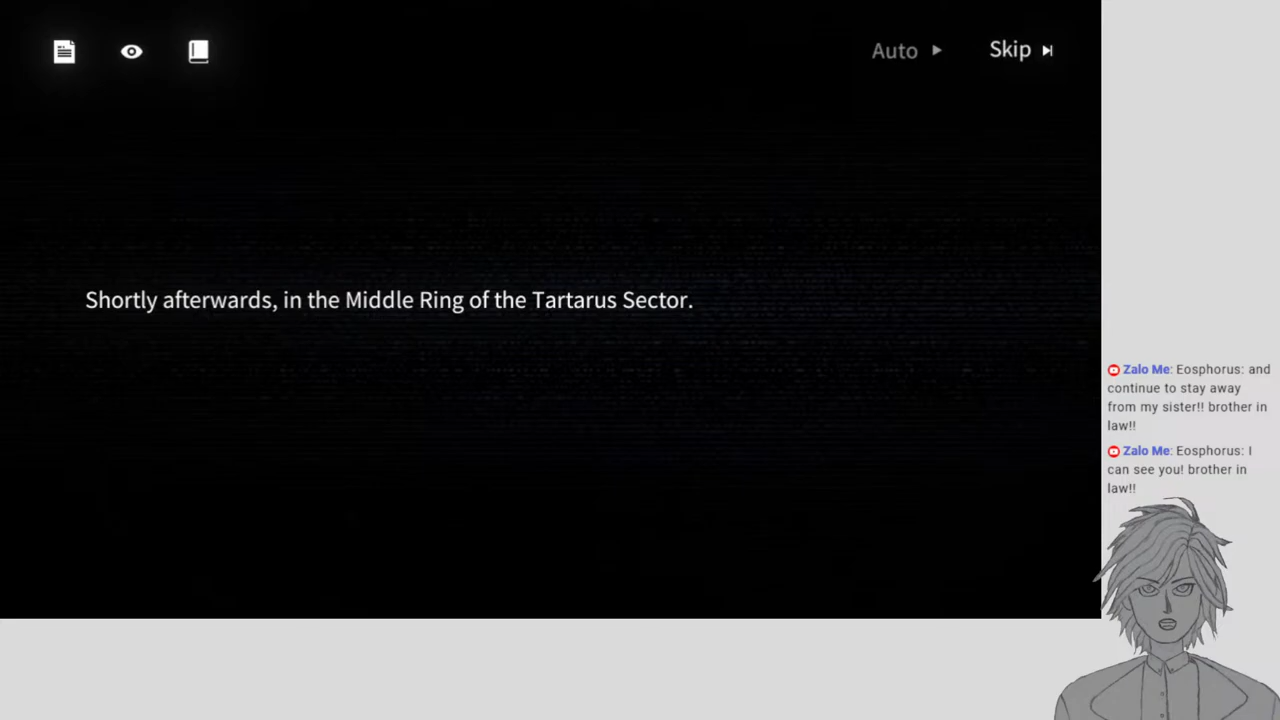 Auto
Skip
Shortly afterwards, in the Middle Ring of the Tartarus Sector.
Zalo Me: Eosphorus: and
continue to stay away
from my sister!! brother in
law!!
Zalo Me: Eosphorus: I
can see you! brother in
law!!